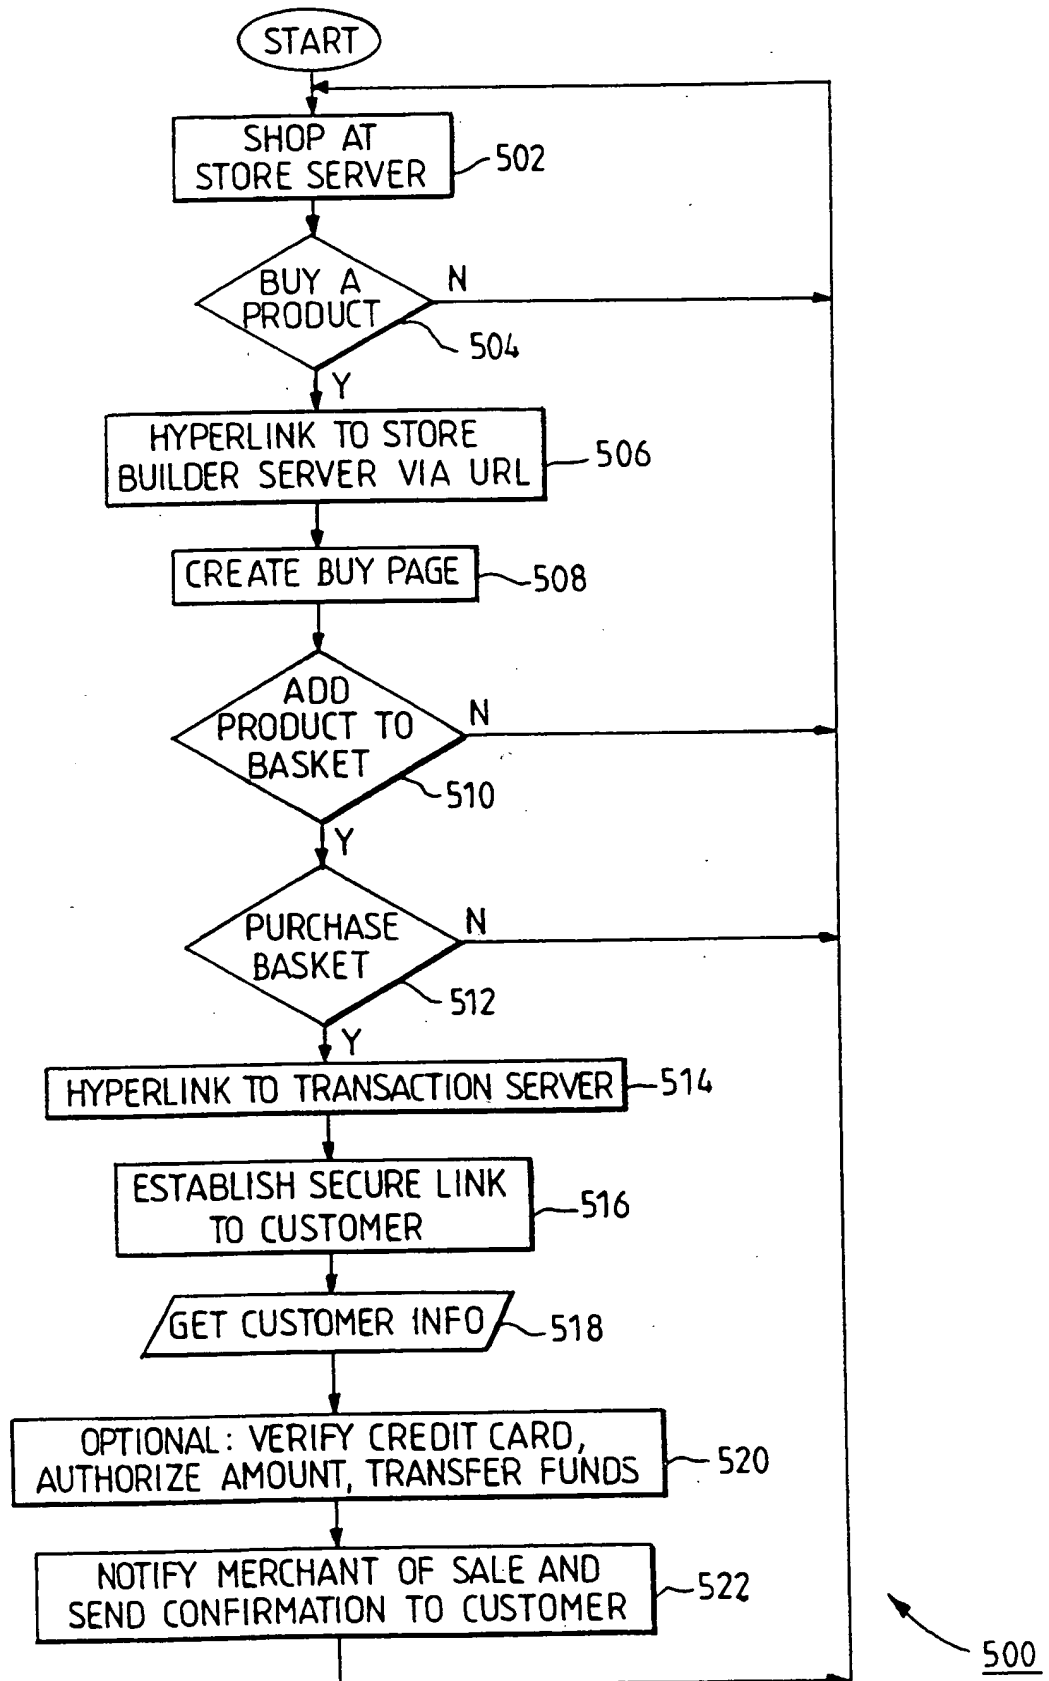 START
SHOP AT
STORE SERVER
502
BUY A
PRODUCT
N
504
Y
HYPERLINK TO STORE
BUILDER SERVER VIA URL
506
CREATE BUY PAGE
508
ADD
PRODUCT TO
BASKET
N
510
Y
PURCHASE
BASKET
N
512
Y
HYPERLINK TO TRANSACTION SERVER
514
ESTABLISH SECURE LINK
TO CUSTOMER
516
GET CUSTOMER INFO
518
OPTIONAL: VERIFY CREDIT CARD,
AUTHORIZE AMOUNT, TRANSFER FUNDS
520
NOTIFY MERCHANT OF SALE AND
SEND CONFIRMATION TO CUSTOMER
522
500